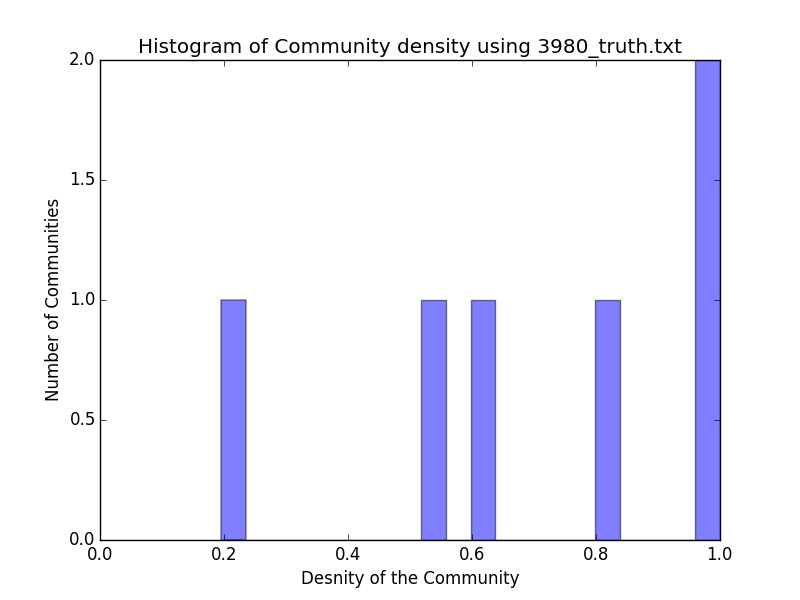 Histogram of Community density using 3980_truth.txt
2.0
1.5
1.0
0.5
0.0
Number of Communities
0.0 0.2 0.4 0.6 0.8 1.0
Desnity of the Community